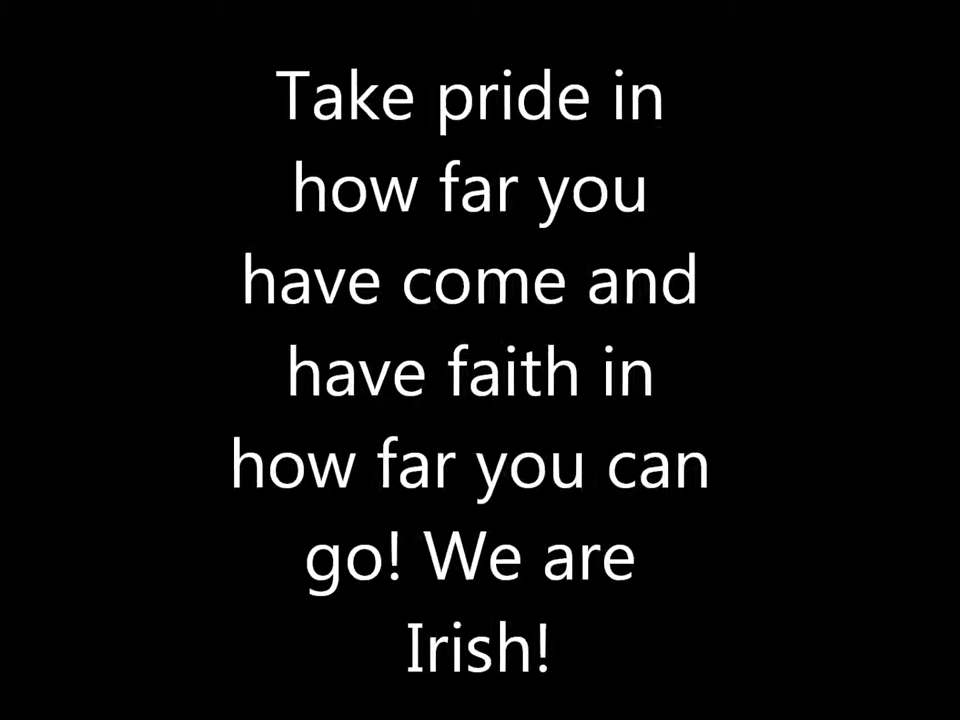 Take pride in
how far you
have come and
have faith in
how far you can
go! We are
Irish!